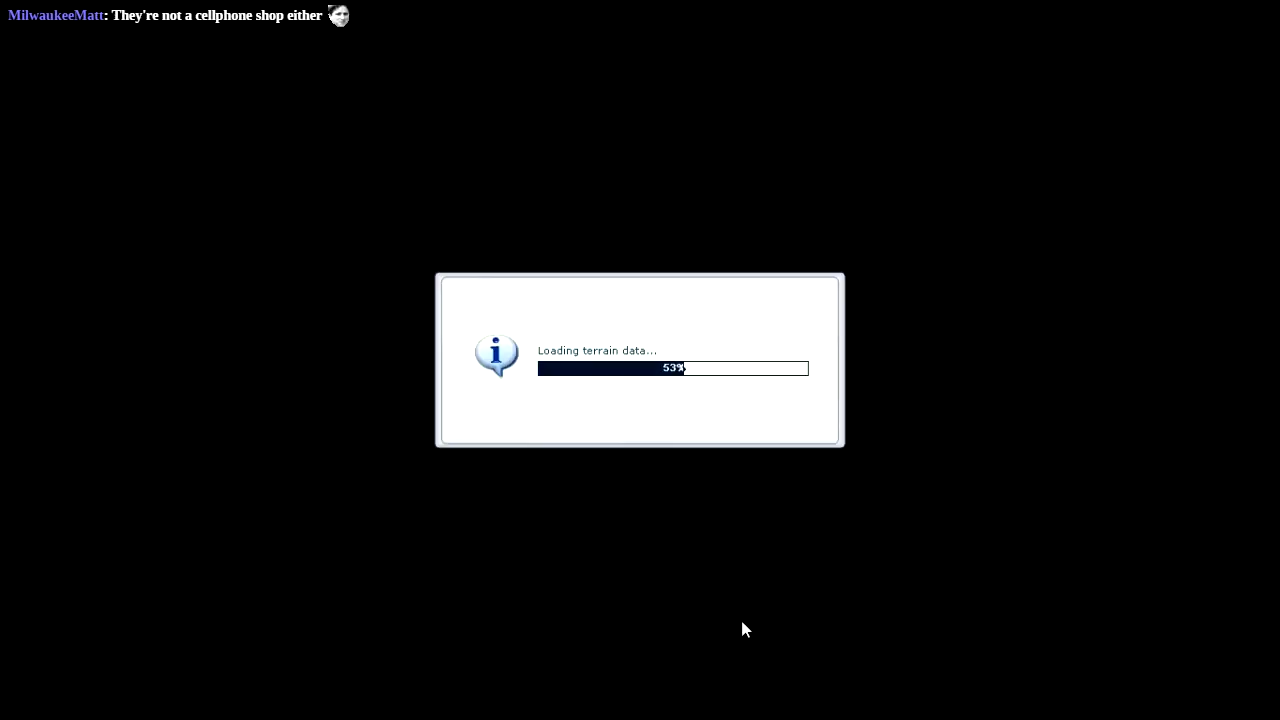 MilwaukeeMatt: They're not a cellphone shop either
Loading terrain data...
53%